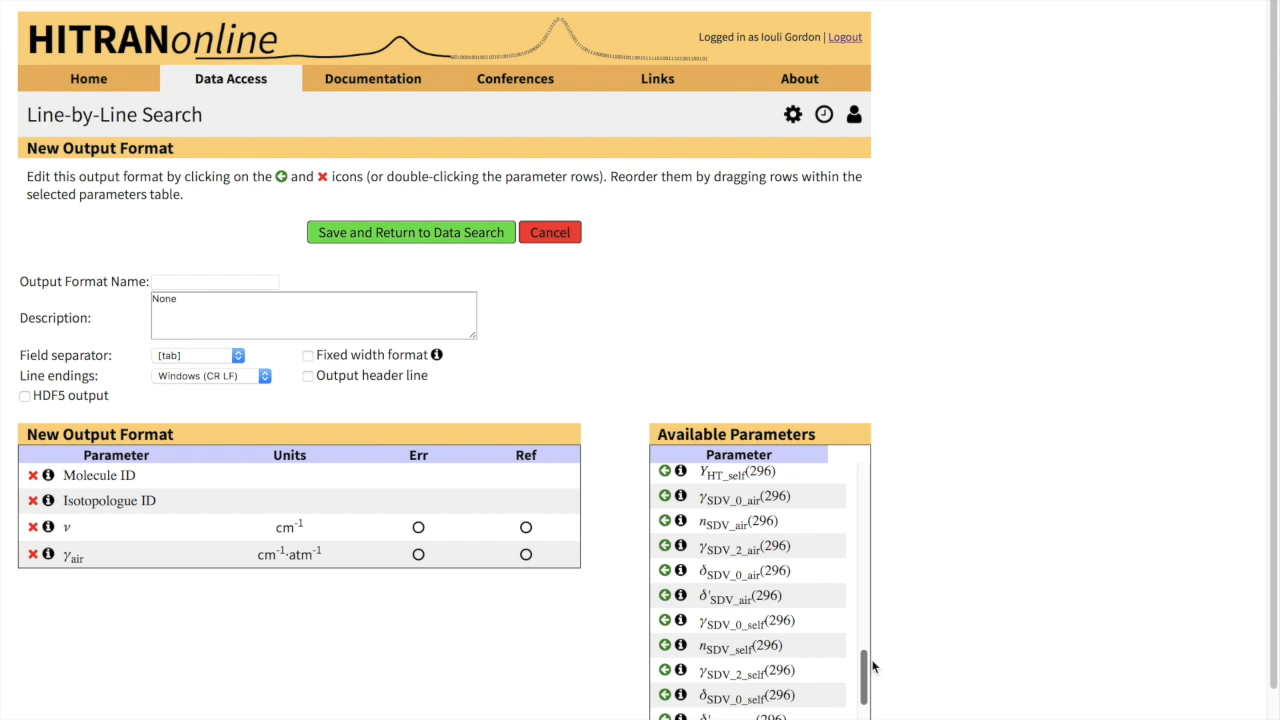 HITRANonline
Logged in as Iouli Gordon | Logout
Home Data Access Documentation Conferences Links About
Line-by-Line Search
New Output Format
Edit this output format by clicking on the and icons (or double-clicking the parameter rows). Reorder them by dragging rows within the
selected parameters table.
Save and Return to Data Search Cancel
Output Format Name:
None
Description:
Field separator: [tab] Fixed width format
Line endings: Windows (CR LF) Output header line
HDF5 output
New Output Format
Parameter Units Err Ref
Molecule ID
Isotopologue ID
ν cm-1
γair cm-1·atm-1
Available Parameters
Parameter
YHT_self(296)
γSDV_0_air(296)
nSDV_air(296)
γSDV_2_air(296)
δSDV_0_air(296)
δ'SDV_air(296)
γSDV_0_self(296)
nSDV_self(296)
γSDV_2_self(296)
δSDV_0_self(296)